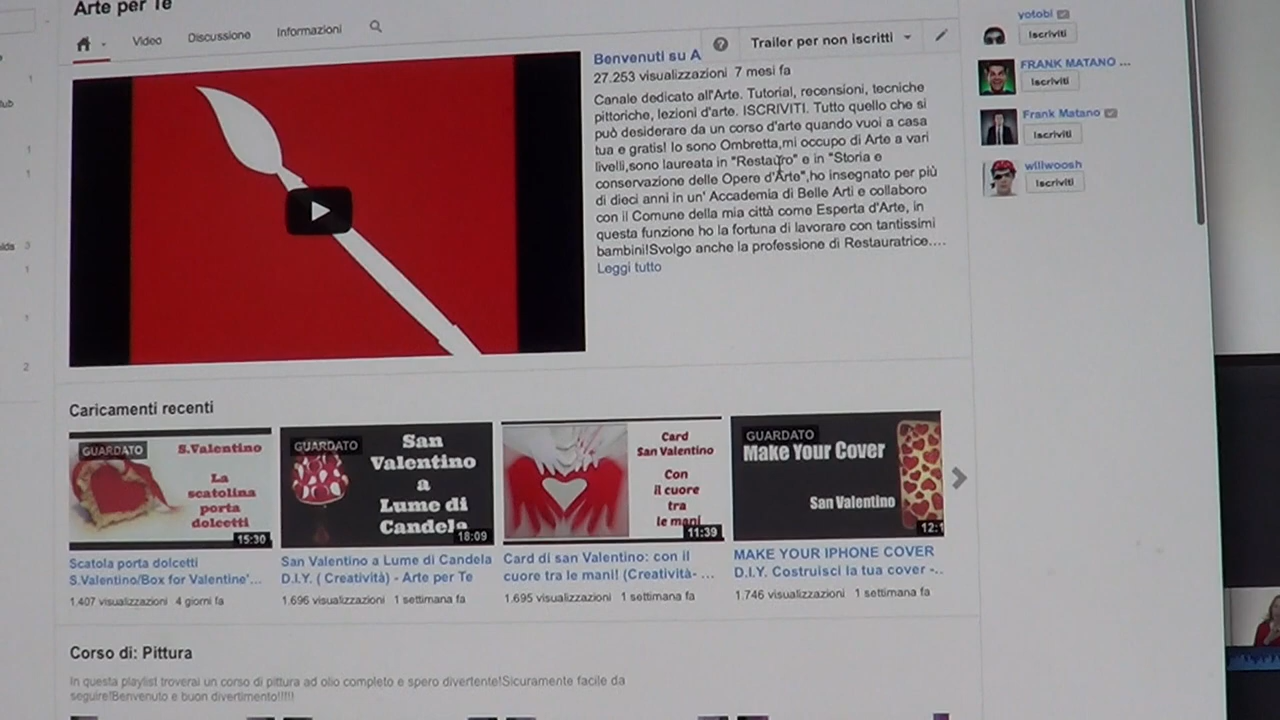 Arte per Te
Video
Discussione
Informazioni
Benvenuti su A
Trailer per non iscritti
27.253 visualizzazioni 7 mesi fa
Canale dedicato all'Arte. Tutorial, recensioni, tecniche
pittoriche, lezioni d'arte. ISCRIVITI. Tutto quello che si
può desiderare da un corso d'arte quando vuoi a casa
tua e gratis! Io sono Ombretta,mi occupo di Arte a vari
livelli,sono laureata in "Restauro" e in "Storia e
conservazione delle Opere d'Arte",ho insegnato per più
di dieci anni in un' Accademia di Belle Arti e collaboro
con il Comune della mia città come Esperta d'Arte, in
questa funzione ho la fortuna di lavorare con tantissimi
bambini!Svolgo anche la professione di Restauratrice....
Leggi tutto
yotobi
Iscriviti
FRANK MATANO ...
Iscriviti
Frank Matano
Iscriviti
willwoosh
Iscriviti
Caricamenti recenti
GUARDATO
S.Valentino
La
scatolina
porta
dolcetti
15:30
Scatola porta dolcetti
S.Valentino/Box for Valentine'...
1.407 visualizzazioni 4 giorni fa
GUARDATO
San
Valentino
a
Lume di
Candela
18:09
San Valentino a Lume di Candela
D.I.Y. ( Creatività) - Arte per Te
1.696 visualizzazioni 1 settimana fa
Card
San Valentino
Con
il cuore
tra
le mani
11:39
Card di san Valentino: con il
cuore tra le mani! (Creatività- ...
1.695 visualizzazioni 1 settimana fa
GUARDATO
Make Your Cover
San Valentino
12:1
MAKE YOUR IPHONE COVER
D.I.Y. Costruisci la tua cover -..
1.746 visualizzazioni 1 settimana fa
Corso di: Pittura
In questa playlist troverai un corso di pittura ad olio completo e spero divertente!Sicuramente facile da
seguire!Benvenuto e buon divertimento!!!!!